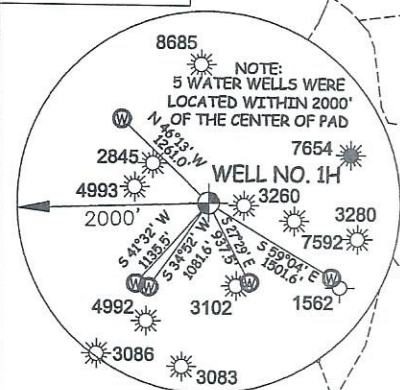 8685
NOTE:
5 WATER WELLS WERE
LOCATED WITHIN 2000'
OF THE CENTER OF PAD
W
N 46°13' W
1261.0'
7654
2845
WELL NO. 1H
4993
3260
2000'
3280
7592
S 41°32' W
1135.5'
S 34°52' W
1081.6'
S 27°29' E
937.5'
S 59°04' E
1501.6'
W
W
W
W
4992
3102
1562
3086
3083